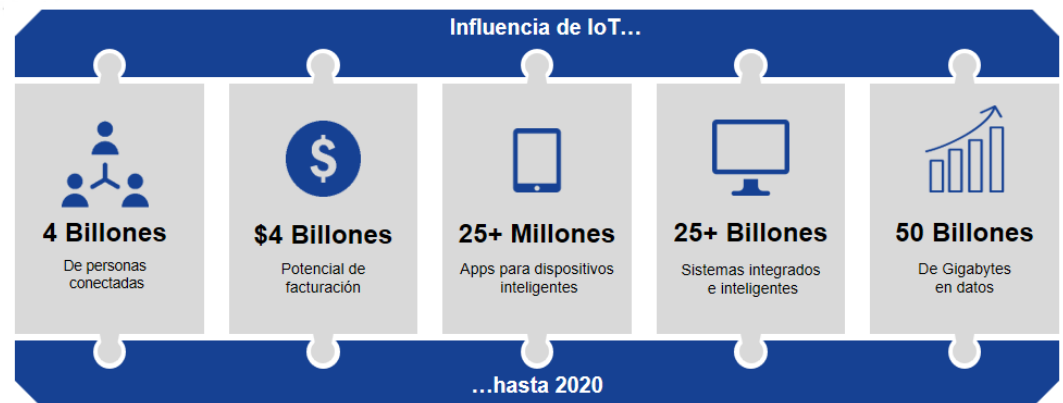 Influencia de IoT...
4 Billones
De personas
conectadas
$4 Billones
Potencial de
facturación
25+ Millones
Apps para dispositivos
inteligentes
25+ Billones
Sistemas integrados
e inteligentes
50 Billones
De Gigabytes
en datos
...hasta 2020